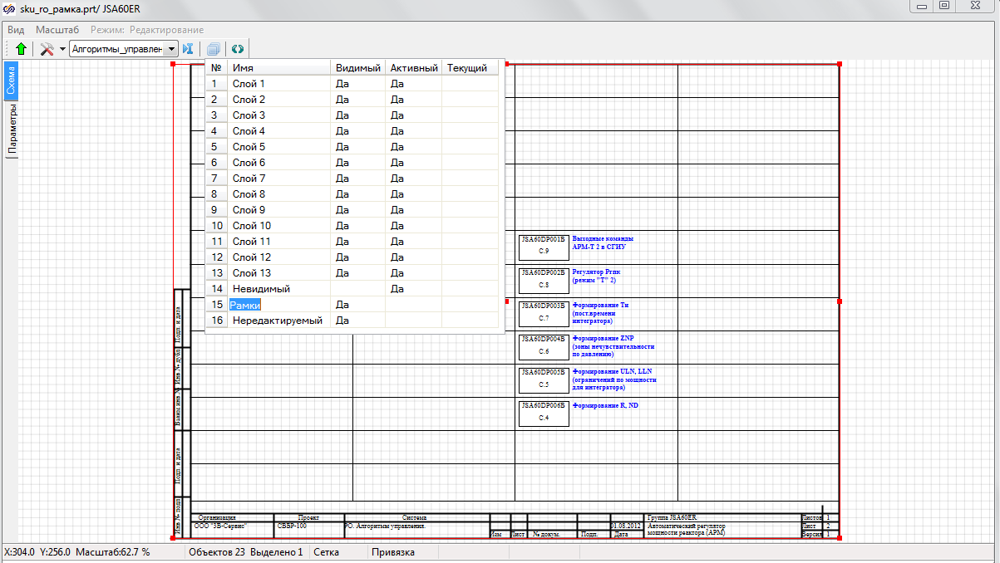 sku_ro_рамка.prt/ JSA60ER
Вид Масштаб Режим: Редактирование
Алгоритмы_управлен
Схема
Параметры
№ Имя Видимый Активный Текущий
1 Слой 1 Да Да
2 Слой 2 Да Да
3 Слой 3 Да Да
4 Слой 4 Да Да
5 Слой 5 Да Да
6 Слой 6 Да Да
7 Слой 7 Да Да
8 Слой 8 Да Да
9 Слой 9 Да Да
10 Слой 10 Да Да
11 Слой 11 Да Да
12 Слой 12 Да Да
13 Слой 13 Да Да
14 Невидимый Да
15 Рамки Да
16 Нередактируемый Да
JSA60DP001B
С.9
Выходные команды
АРМ-Т 2 в СГИУ
JSA60DP002B
С.8
Регулятор Ргпк
(режим "Т" 2)
JSA60DP003B
С.7
Формирование Ти
(пост.времени
интегратора)
JSA60DP004B
С.6
Формирование ZNP
(зоны нечувствительности
по давлению)
JSA60DP005B
С.5
Формирование ULN, LLN
(ограничений по мощности
для интегратора)
JSA60DP006B
С.4
Формирование R, ND
Подп. и дата
Инв.№ дубл
Взаим.инв.№
Подп. и дата
Инв.№ подл
Организация Проект Система Группа JSA60ER Листов 1
ООО "ЗВ-Сервис" СВБР-100 РО. Алгоритмы управления. 01.08.2012 Автоматический регулятор Лист 2
Изм Лист № докум. Подп. Дата мощности реактора (АРМ) Версия 1
X:304.0 Y:256.0 Масштаб:62.7 % Объектов 23 Выделено 1 Сетка Привязка